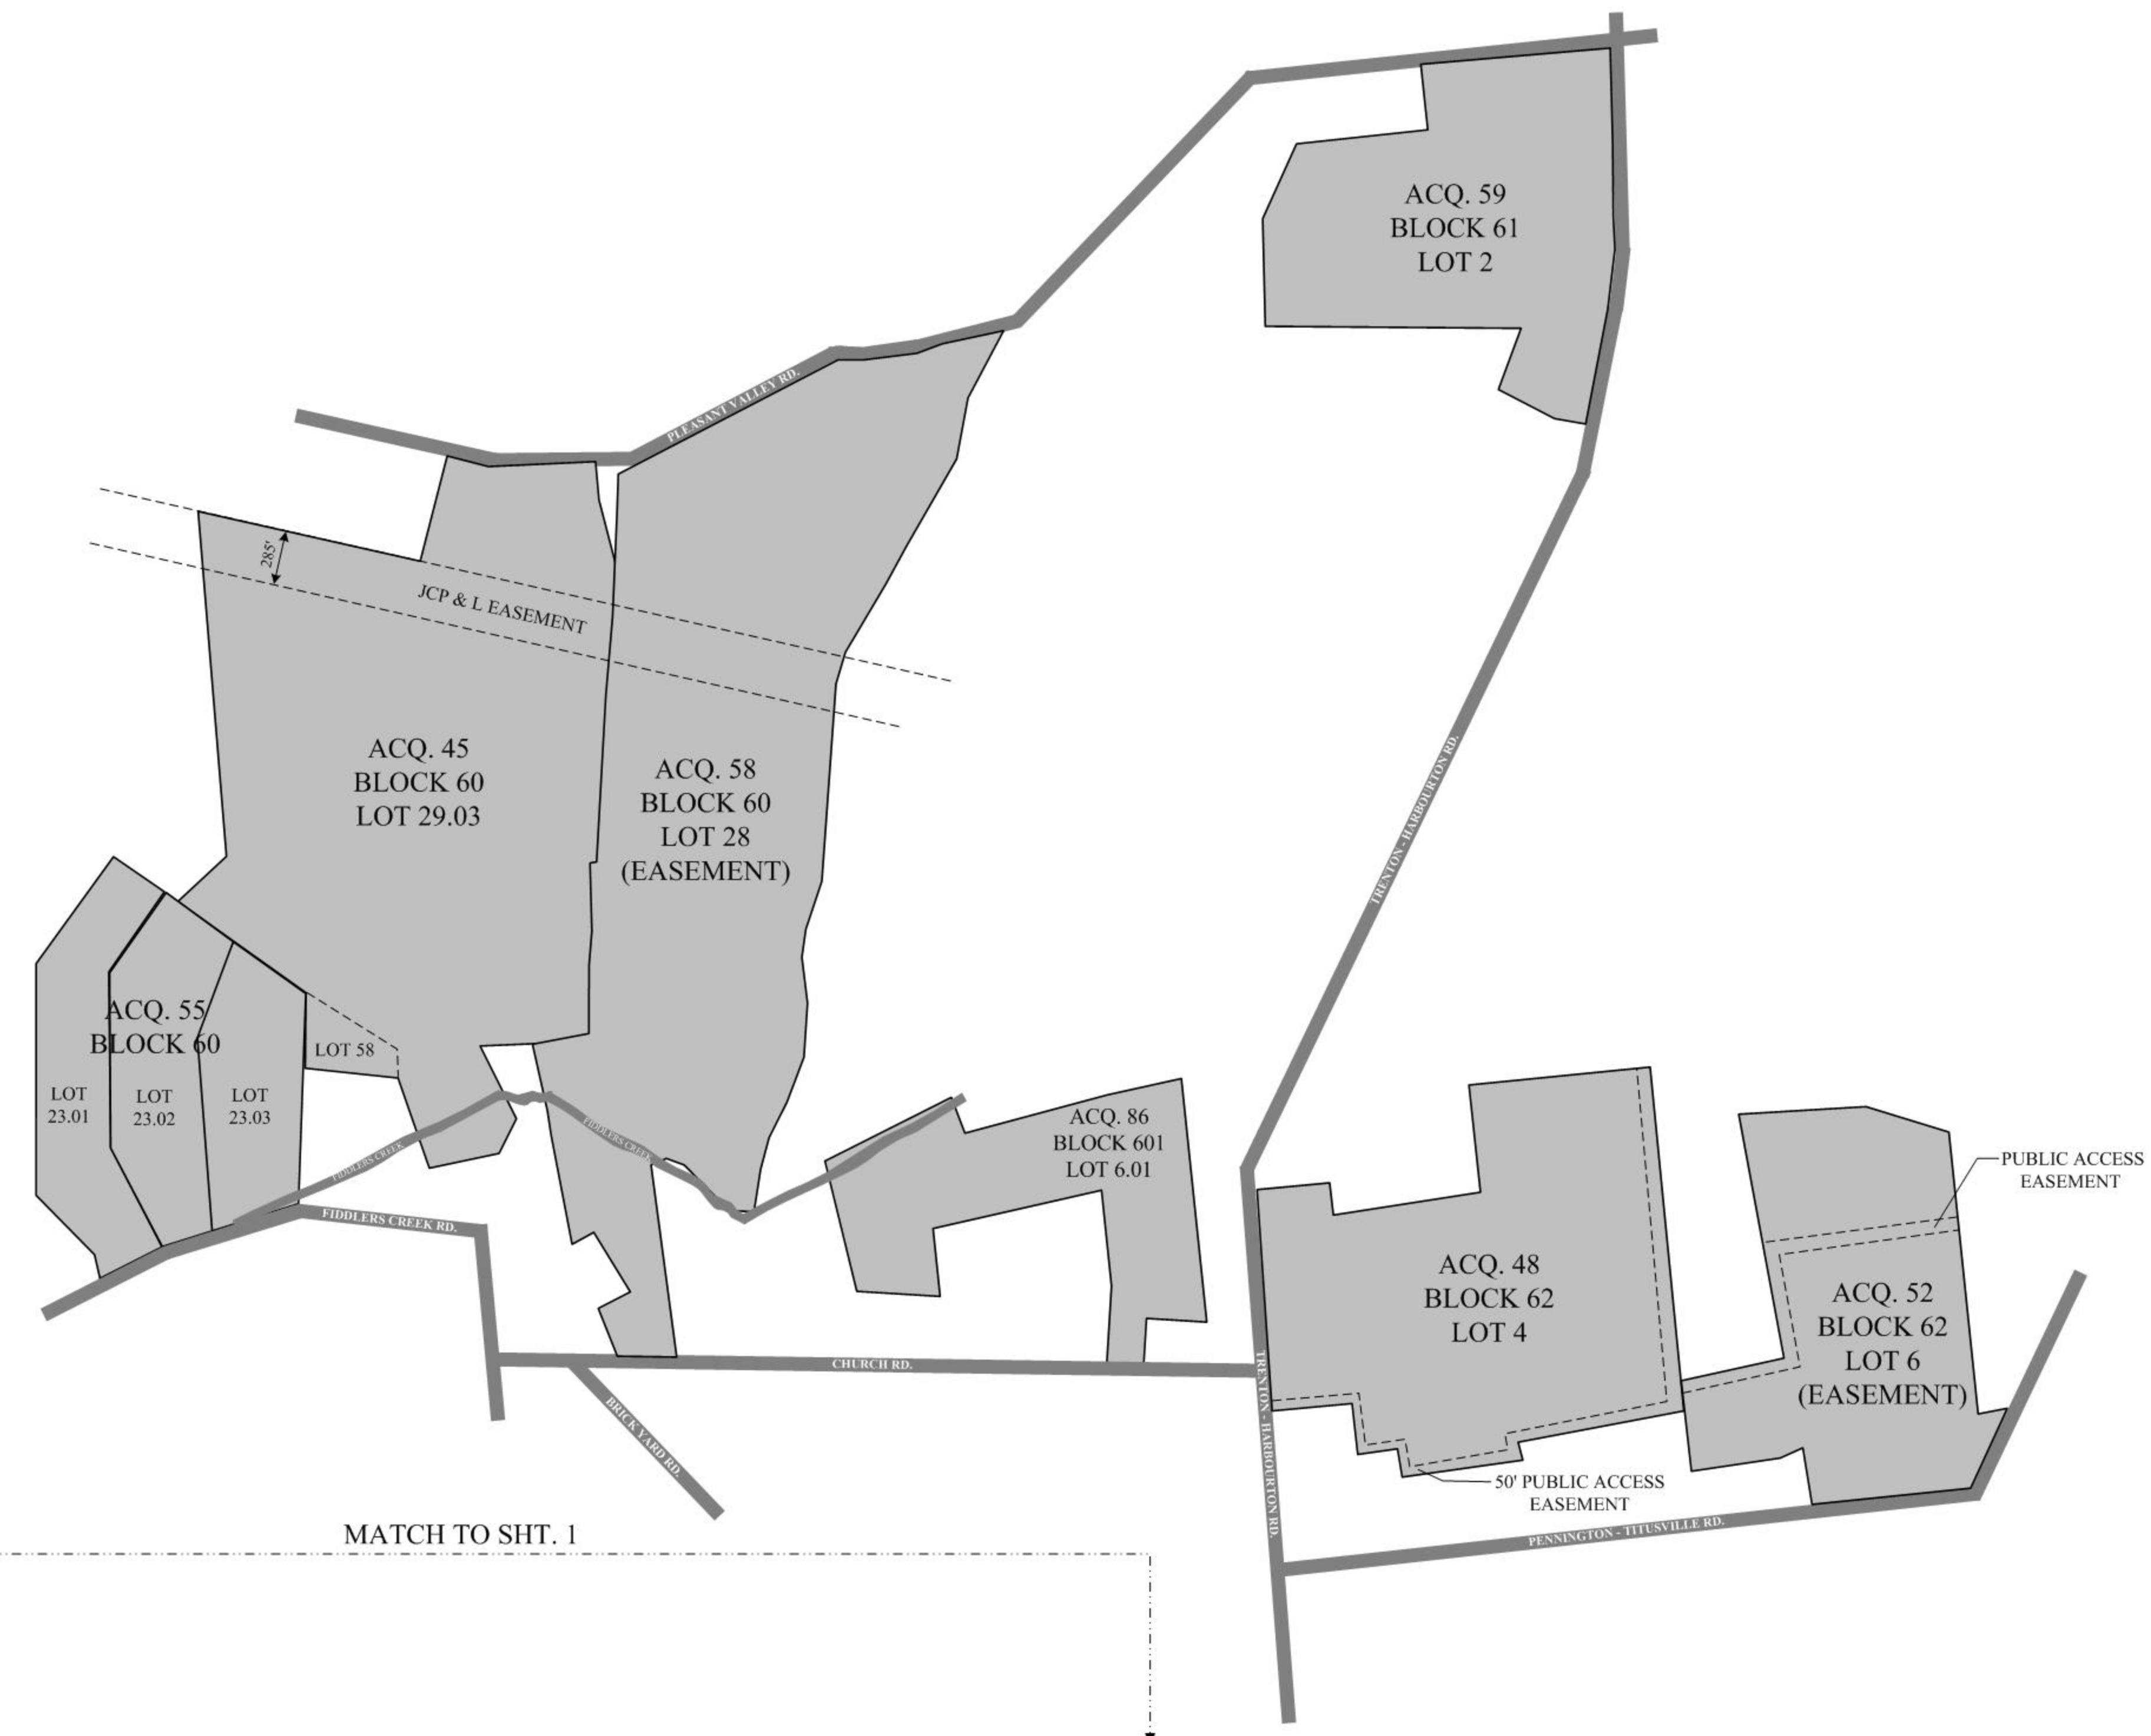 ACQ. 59
BLOCK 61
LOT 2
PLEASANT VALLEY RD.
285'
JCP & L EASEMENT
ACQ. 45
BLOCK 60
LOT 29.03
ACQ. 58
BLOCK 60
LOT 28
(EASEMENT)
TRENTON - HARBOURTON RD.
ACQ. 55
BLOCK 60
LOT 58
LOT
23.01
LOT
23.02
LOT
23.03
FIDDLERS CREEK
FIDDLERS CREEK
FIDDLERS CREEK RD.
ACQ. 86
BLOCK 601
LOT 6.01
PUBLIC ACCESS
EASEMENT
ACQ. 48
BLOCK 62
LOT 4
ACQ. 52
BLOCK 62
LOT 6
(EASEMENT)
CHURCH RD.
BRICK YARD RD.
TRENTON - HARBOURTON RD.
50' PUBLIC ACCESS
EASEMENT
PENNINGTON - TITUSVILLE RD.
MATCH TO SHT. 1